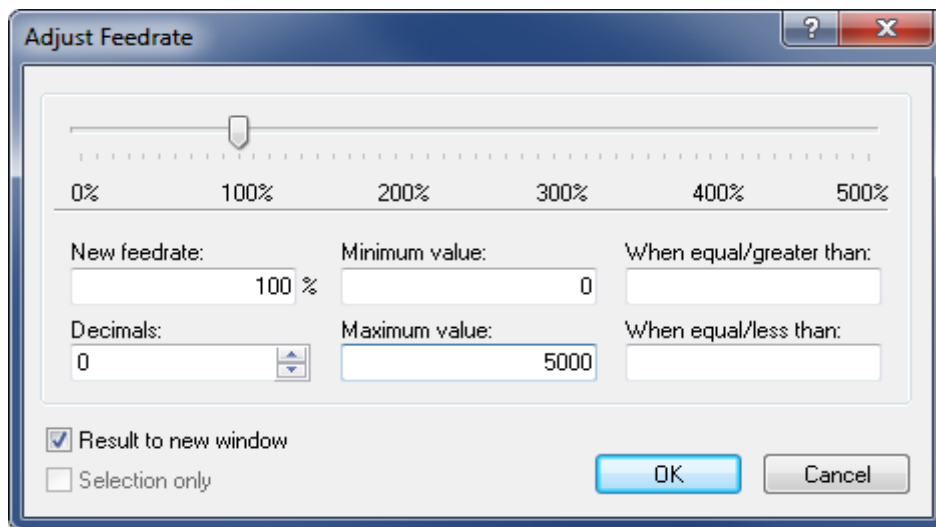 Adjust Feedrate
0% 100% 200% 300% 400% 500%
New feedrate: Minimum value: When equal/greater than:
100 % 0
Decimals: Maximum value: When equal/less than:
0 5000
Result to new window
Selection only
OK Cancel